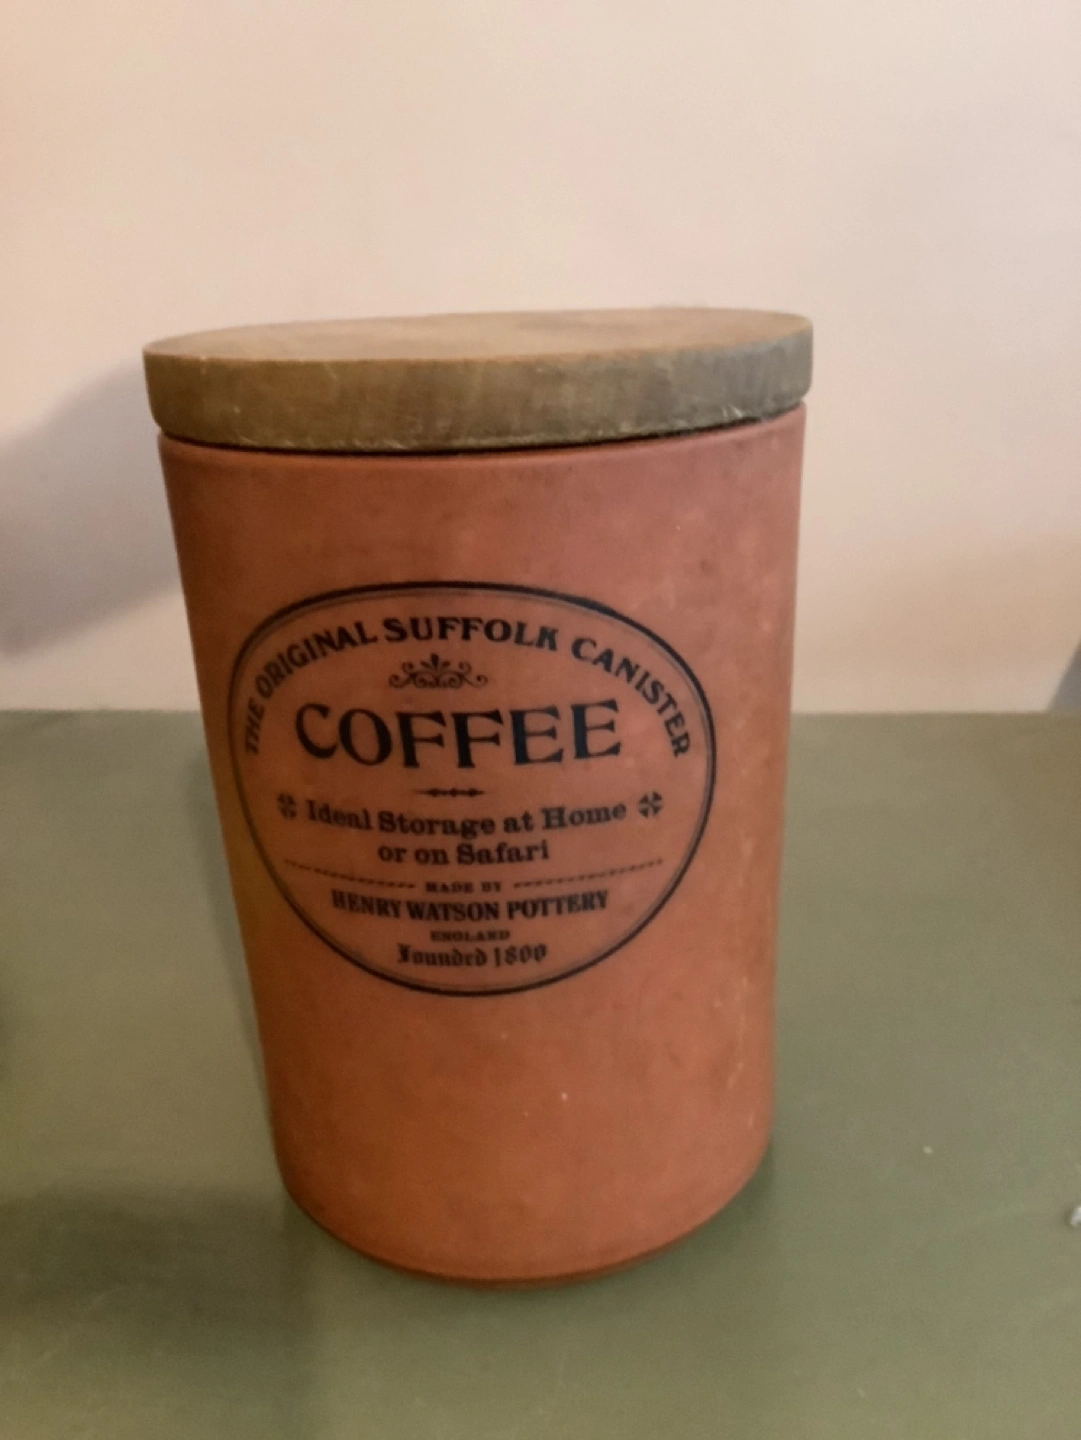 THE ORIGINAL SUFFOLK CANISTER
COFFEE
Ideal Storage at Home
or on Safari
MADE BY
HENRY WATSON POTTERY
ENGLAND
Founded 1800